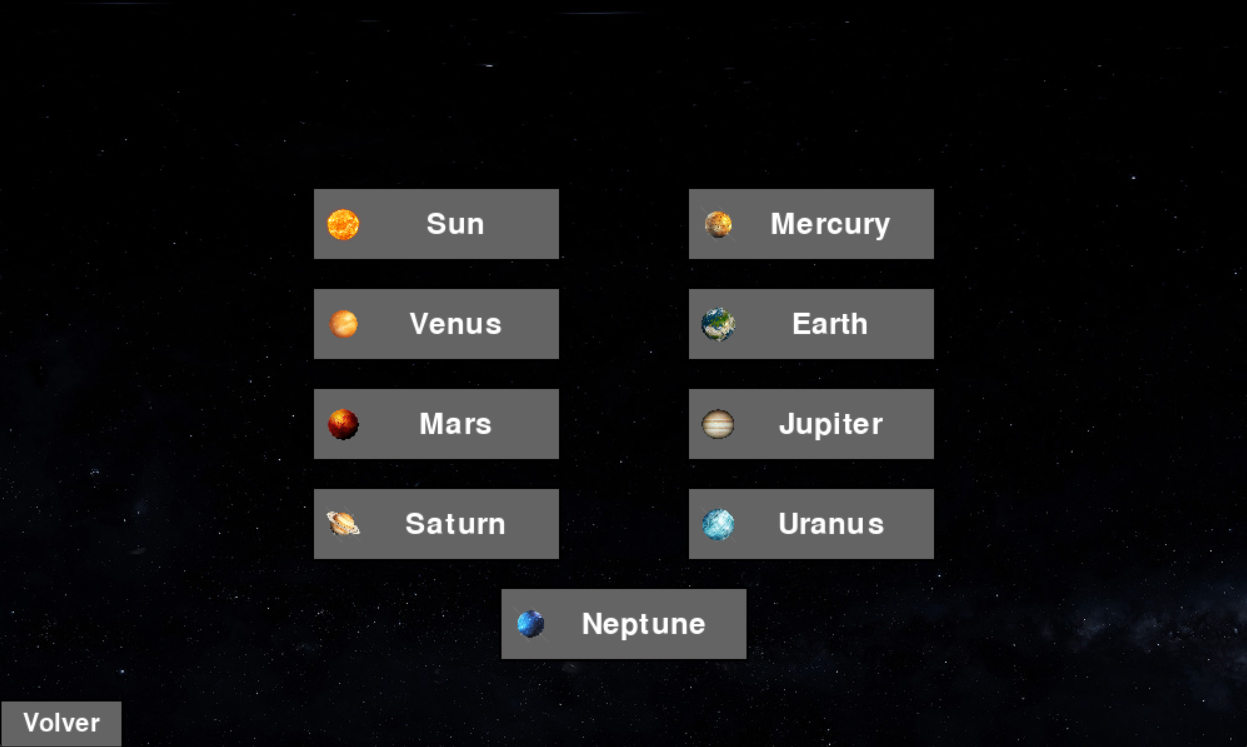 Sun
Mercury
Venus
Earth
Mars
Jupiter
Saturn
Uranus
Neptune
Volver